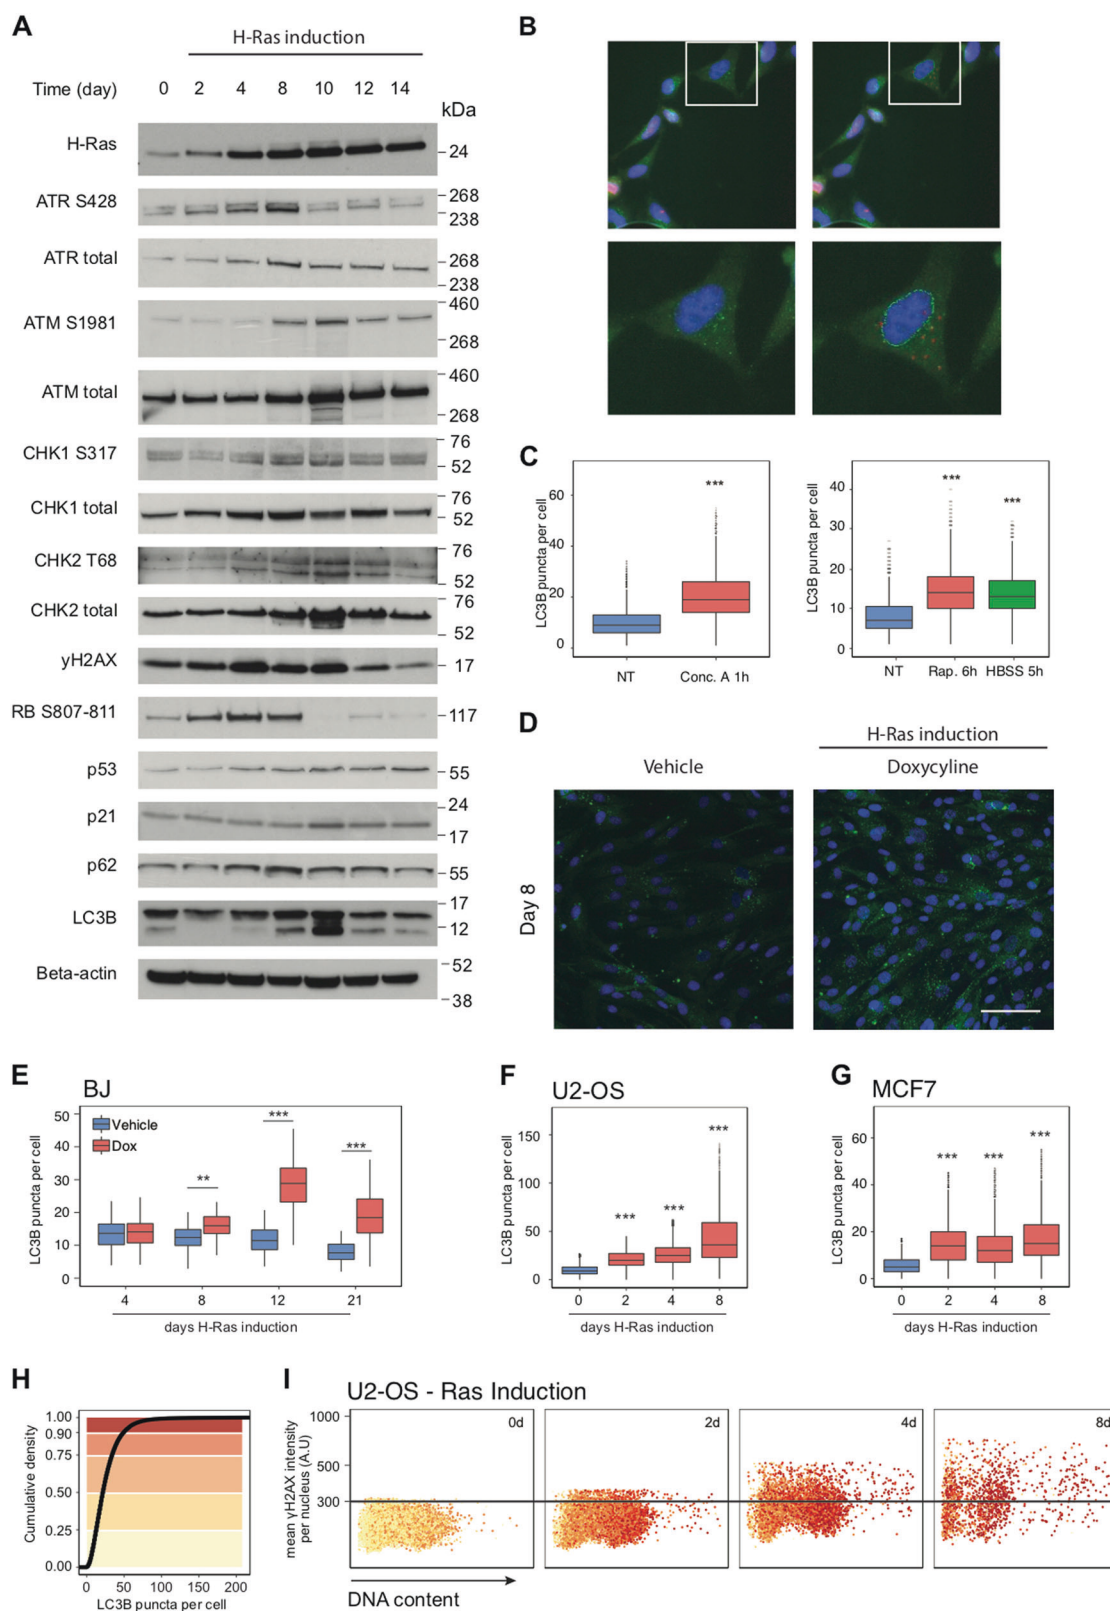 A
H-Ras induction
Time (day) 0 2 4 8 10 12 14
kDa
H-Ras
24
ATR S428
268
238
ATR total
268
238
ATM S1981
460
268
ATM total
460
268
CHK1 S317
76
52
CHK1 total
76
52
CHK2 T68
76
52
CHK2 total
76
52
yH2AX
17
RB S807-811
117
p53
55
p21
24
17
p62
55
LC3B
17
12
Beta-actin
52
38
B
C
LC3B puncta per cell
60
40
20
0
***
NT Conc. A 1h
LC3B puncta per cell
40
30
20
10
0
***
***
NT Rap. 6h HBSS 5h
D
H-Ras induction
Vehicle Doxycyline
Day 8
E BJ
LC3B puncta per cell
50
40
30
20
10
0
Vehicle
Dox
**
***
***
4 8 12 21
days H-Ras induction
F U2-OS
LC3B puncta per cell
150
100
50
0
***
***
***
0 2 4 8
days H-Ras induction
G MCF7
LC3B puncta per cell
60
40
20
0
***
***
***
0 2 4 8
days H-Ras induction
H
Cumulative density
1.00
0.90
0.75
0.50
0.25
0.00
0 50 100 150 200
LC3B puncta per cell
I U2-OS - Ras Induction
mean γH2AX intensity
per nucleus (A.U)
1000
500
300
0d
2d
4d
8d
DNA content